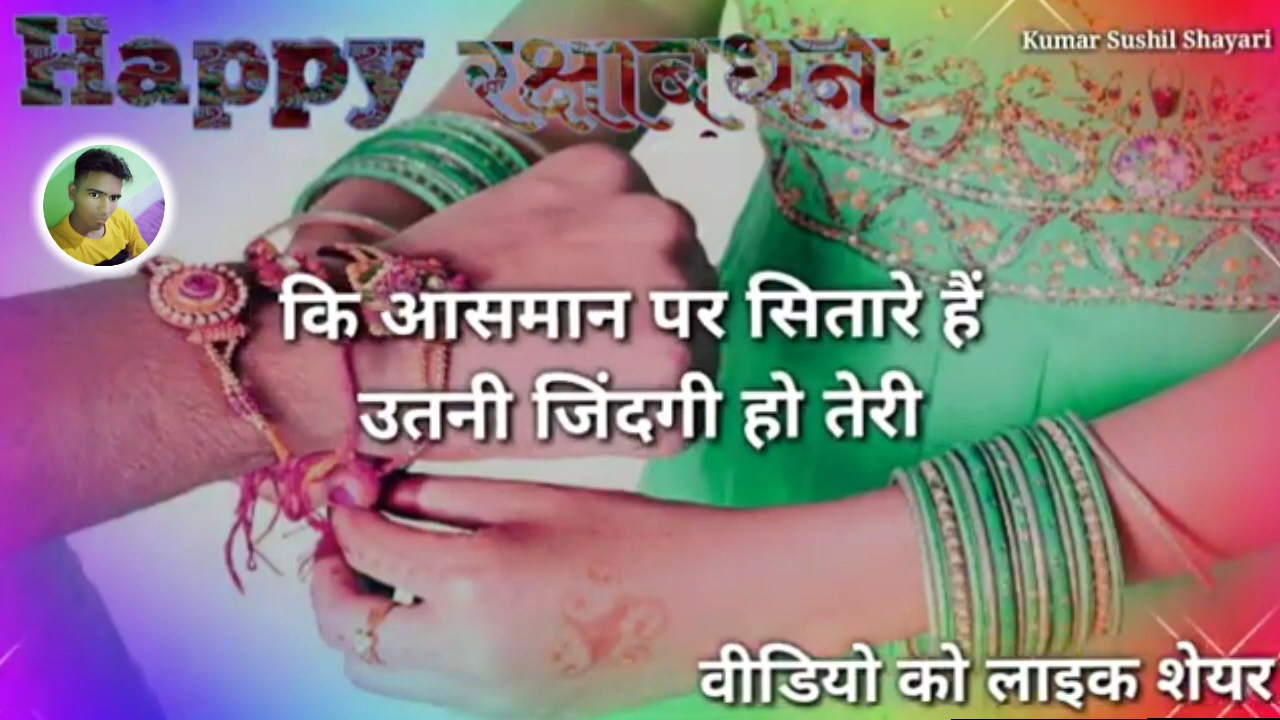 Happy रक्षाबंधन
Kumar Sushil Shayari
कि आसमान पर सितारे हैं
उतनी जिंदगी हो तेरी
वीडियो को लाइक शेयर